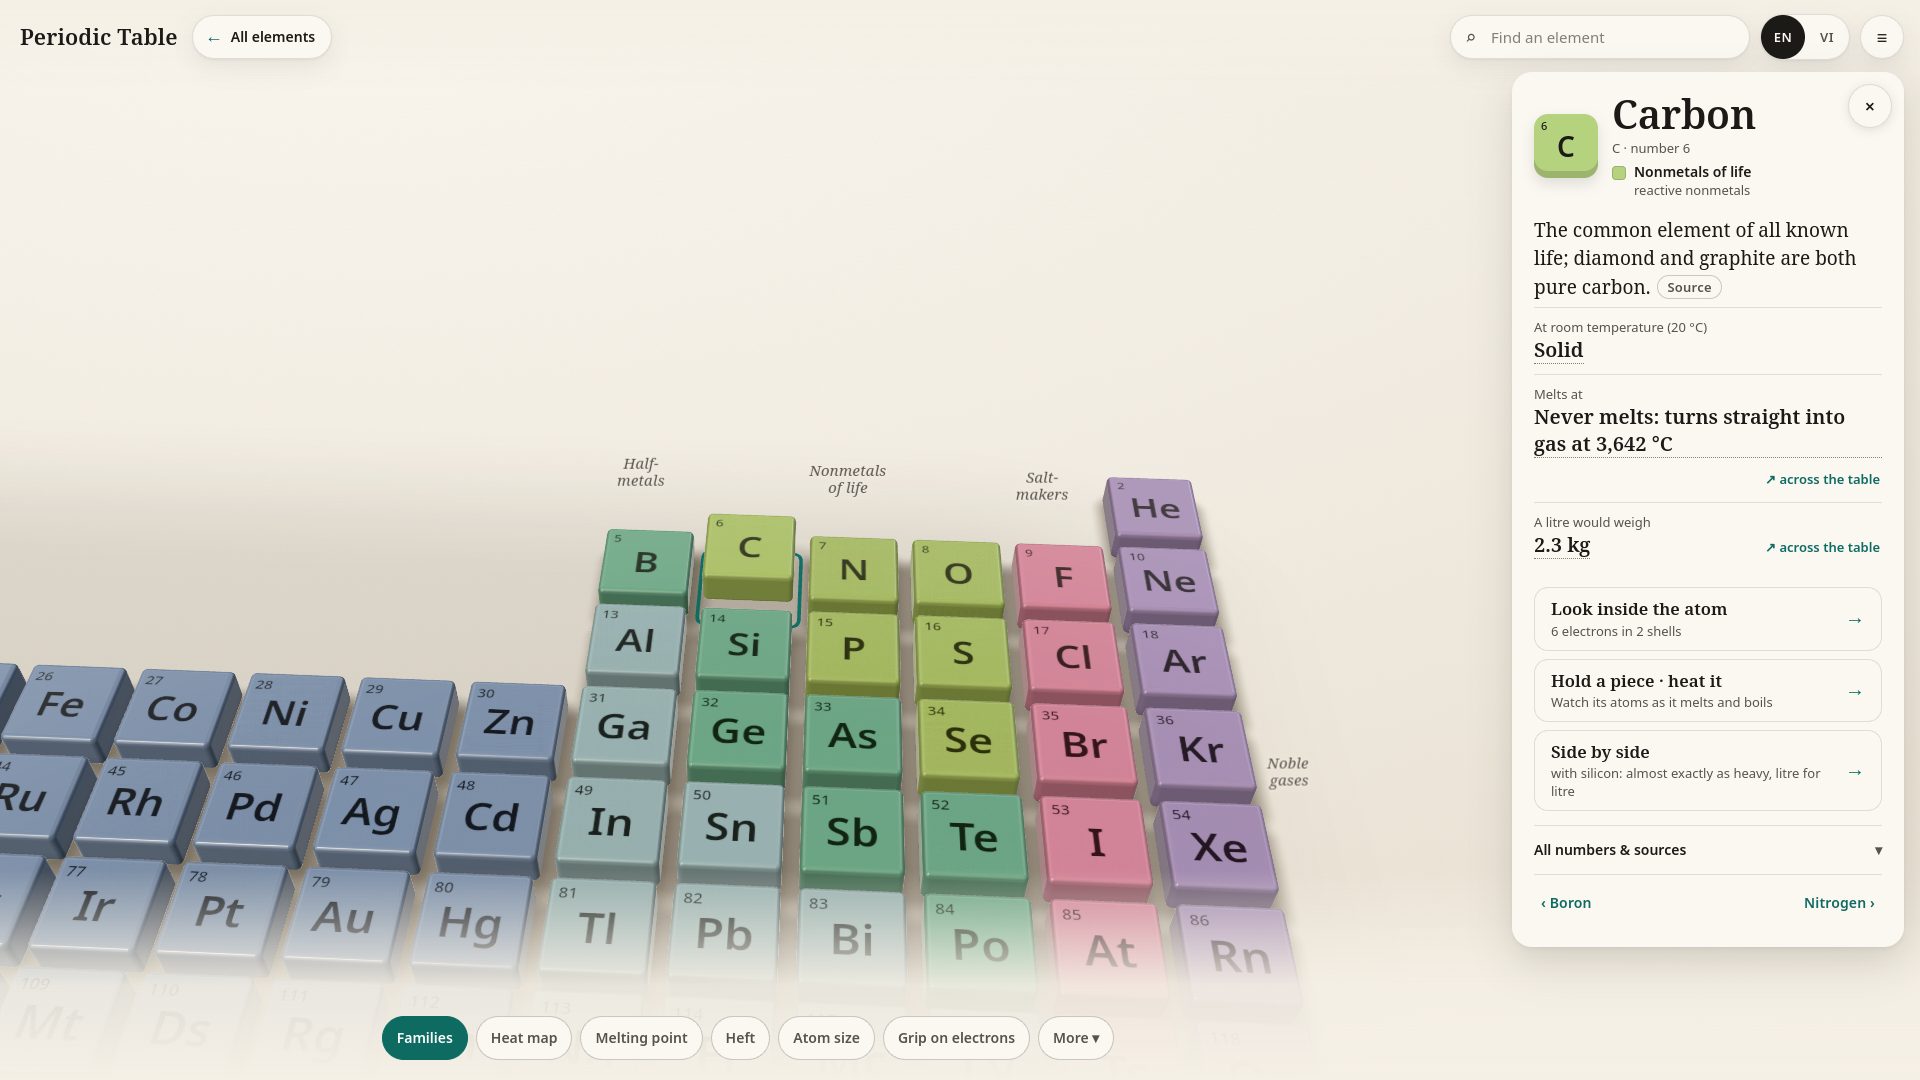 Periodic Table
← All elements
Find an element
EN
VI
Carbon
6
C
C · number 6
Nonmetals of life
reactive nonmetals
The common element of all known
life; diamond and graphite are both
pure carbon. Source
At room temperature (20 °C)
Solid
Melts at
Never melts: turns straight into
gas at 3,642 °C
↗ across the table
A litre would weigh
2.3 kg
↗ across the table
Look inside the atom
6 electrons in 2 shells
Hold a piece · heat it
Watch its atoms as it melts and boils
Side by side
with silicon: almost exactly as heavy, litre for
litre
All numbers & sources
‹ Boron
Nitrogen ›
Half-
metals
Nonmetals
of life
Salt-
makers
Noble
gases
2 He
5 B
6 C
7 N
8 O
9 F
10 Ne
13 Al
14 Si
15 P
16 S
17 Cl
18 Ar
26 Fe
27 Co
28 Ni
29 Cu
30 Zn
31 Ga
32 Ge
33 As
34 Se
35 Br
36 Kr
Ru
45 Rh
46 Pd
47 Ag
48 Cd
49 In
50 Sn
51 Sb
52 Te
53 I
54 Xe
77 Ir
78 Pt
79 Au
80 Hg
81 Tl
82 Pb
83 Bi
84 Po
85 At
86 Rn
109 Mt
110 Ds
111 Rg
112
113
114
118
Families
Heat map
Melting point
Heft
Atom size
Grip on electrons
More ▾